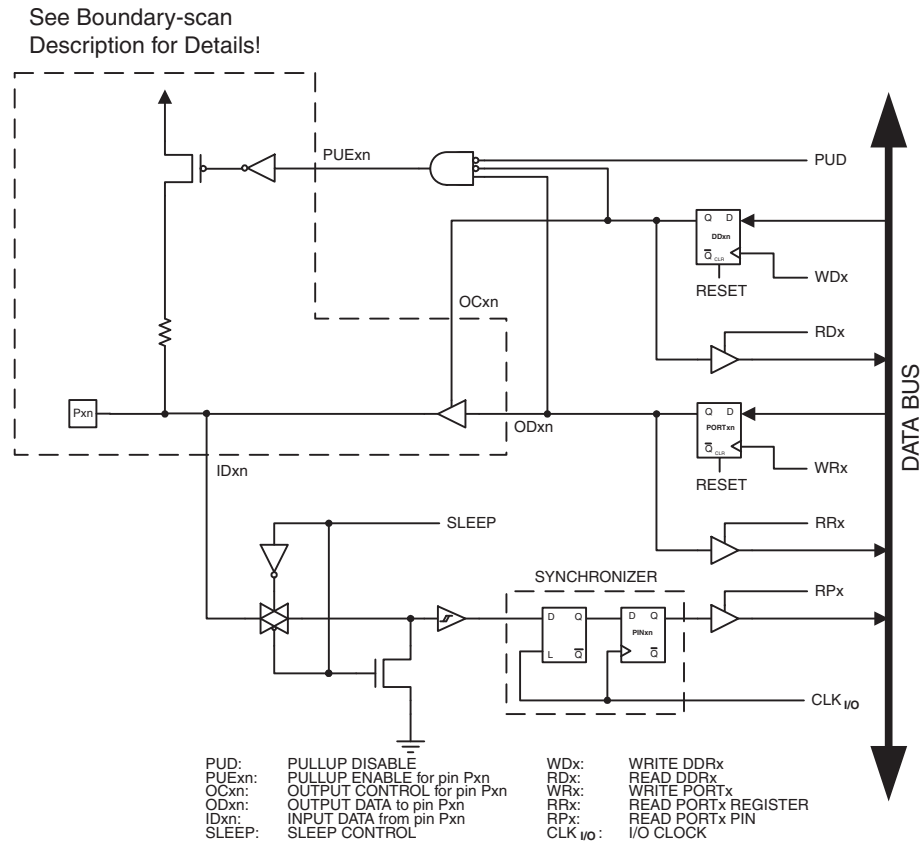 See Boundary-scan
Description for Details!
PUExn
PUD
Q D
DDxn
Q CLR
RESET
WDx
OCxn
RDx
Pxn
ODxn
Q D
PORTxn
Q CLR
RESET
WRx
IDxn
SLEEP
RRx
SYNCHRONIZER
RPx
D Q
L Q
D Q
PINxn
Q
CLK I/O
DATA BUS
PUD: PULLUP DISABLE
PUExn: PULLUP ENABLE for pin Pxn
OCxn: OUTPUT CONTROL for pin Pxn
ODxn: OUTPUT DATA to pin Pxn
IDxn: INPUT DATA from pin Pxn
SLEEP: SLEEP CONTROL
WDx: WRITE DDRx
RDx: READ DDRx
WRx: WRITE PORTx
RRx: READ PORTx REGISTER
RPx: READ PORTx PIN
CLK I/O : I/O CLOCK